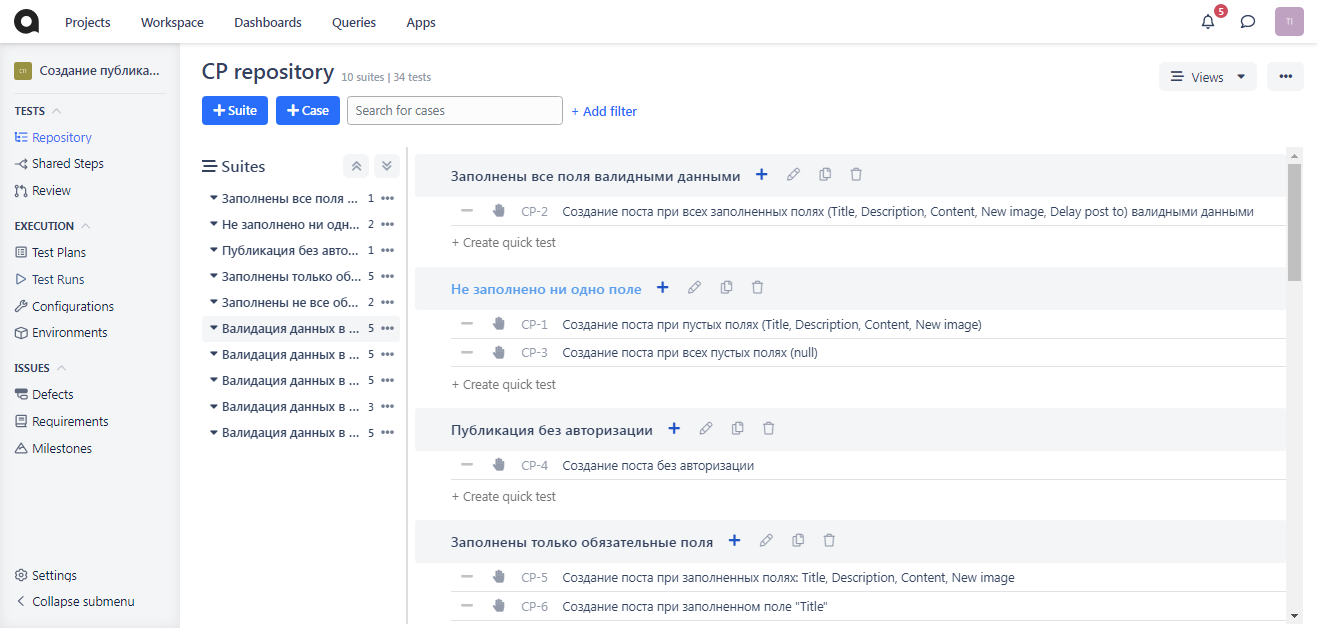 Projects Workspace Dashboards Queries Apps 5 TI
Создание публика...
TESTS
Repository
Shared Steps
Review
EXECUTION
Test Plans
Test Runs
Configurations
Environments
ISSUES
Defects
Requirements
Milestones
Settings
Collapse submenu
CP repository 10 suites | 34 tests
Views
+ Suite + Case Search for cases + Add filter
Suites
Заполнены все поля ... 1
Не заполнено ни одн... 2
Публикация без авто... 1
Заполнены только об... 5
Заполнены не все об... 2
Валидация данных в ... 5
Валидация данных в ... 5
Валидация данных в ... 5
Валидация данных в ... 3
Валидация данных в ... 5
Заполнены все поля валидными данными
CP-2 Создание поста при всех заполненных полях (Title, Description, Content, New image, Delay post to) валидными данными
+ Create quick test
Не заполнено ни одно поле
CP-1 Создание поста при пустых полях (Title, Description, Content, New image)
CP-3 Создание поста при всех пустых полях (null)
+ Create quick test
Публикация без авторизации
CP-4 Создание поста без авторизации
+ Create quick test
Заполнены только обязательные поля
CP-5 Создание поста при заполненных полях: Title, Description, Content, New image
CP-6 Создание поста при заполненном поле "Title"